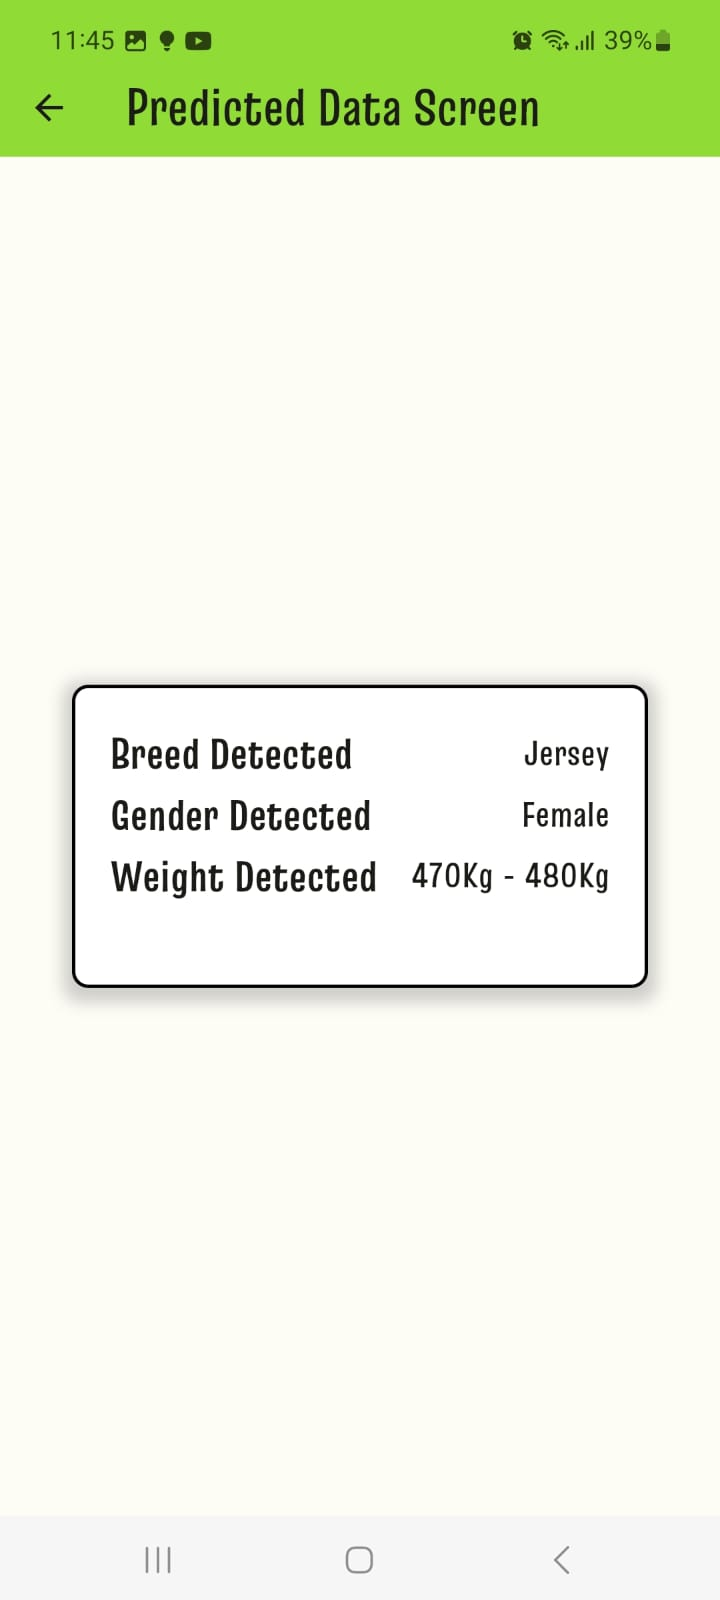 11:45 39%
Predicted Data Screen
Breed Detected Jersey
Gender Detected Female
Weight Detected 470Kg - 480Kg